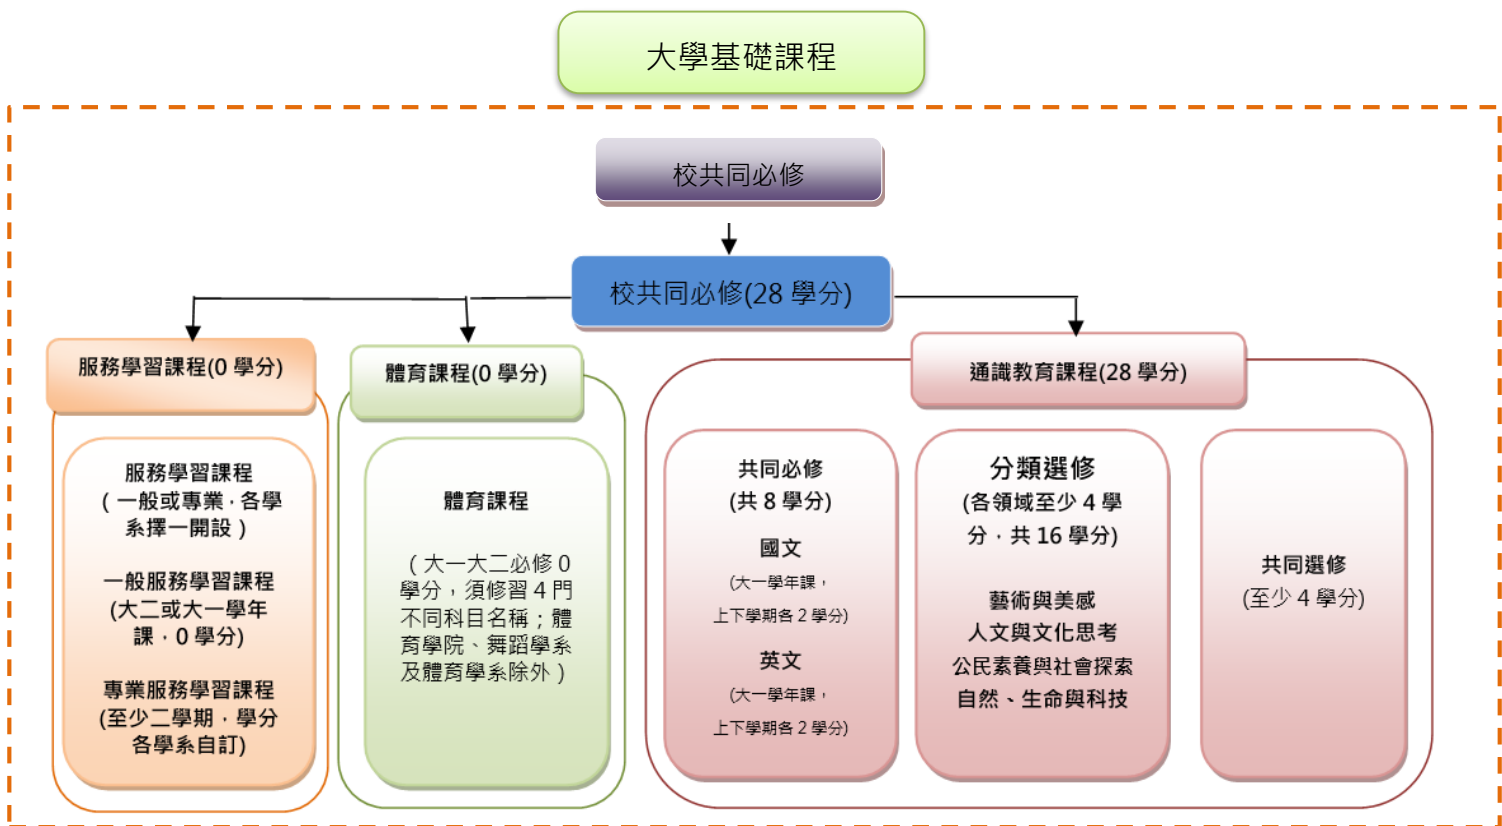 大學基礎課程
校共同必修
校共同必修(28 學分)
服務學習課程(0 學分)
服務學習課程
(一般或專業，各學
系擇一開設)
一般服務學習課程
(大二或大一學年
課，0 學分)
專業服務學習課程
(至少二學期，學分
各學系自訂)
體育課程(0 學分)
體育課程
(大一大二必修 0
學分，須修習 4 門
不同科目名稱；體
育學院、舞蹈學系
及體育學系除外)
通識教育課程(28 學分)
共同必修
(共 8 學分)
國文
(大一學年課，
上下學期各 2 學分)
英文
(大一學年課，
上下學期各 2 學分)
分類選修
(各領域至少 4 學
分，共 16 學分)
藝術與美感
人文與文化思考
公民素養與社會探索
自然、生命與科技
共同選修
(至少 4 學分)